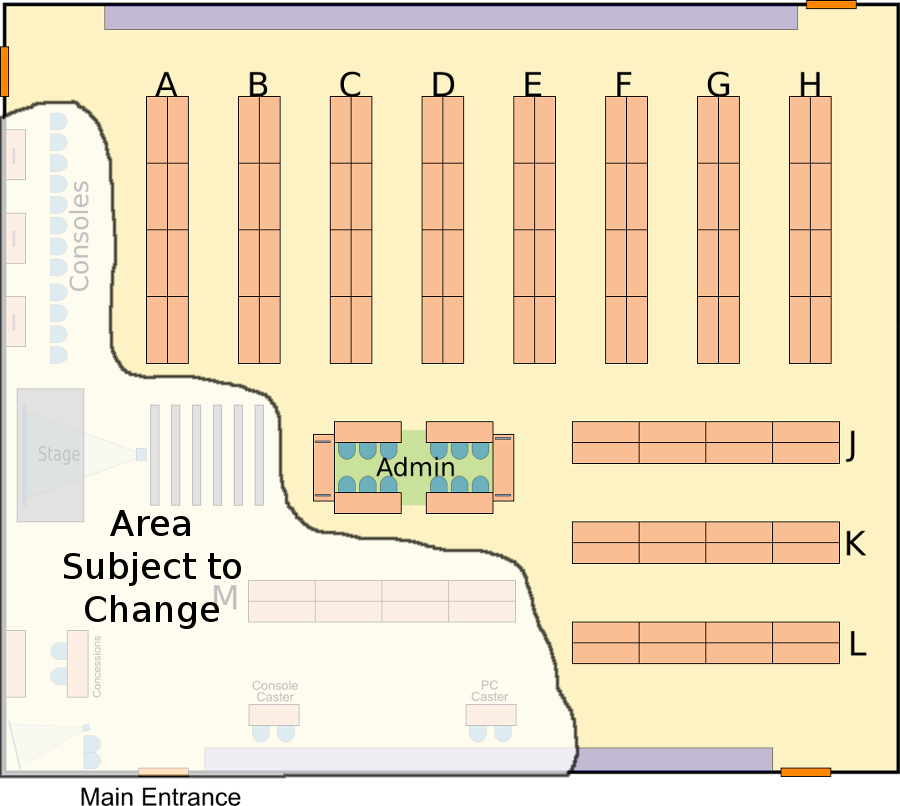 A B C D E F G H
Consoles
Stage
Admin
J
Area
Subject to
Change
K
M
L
Concessions
Console
Caster
PC
Caster
Main Entrance